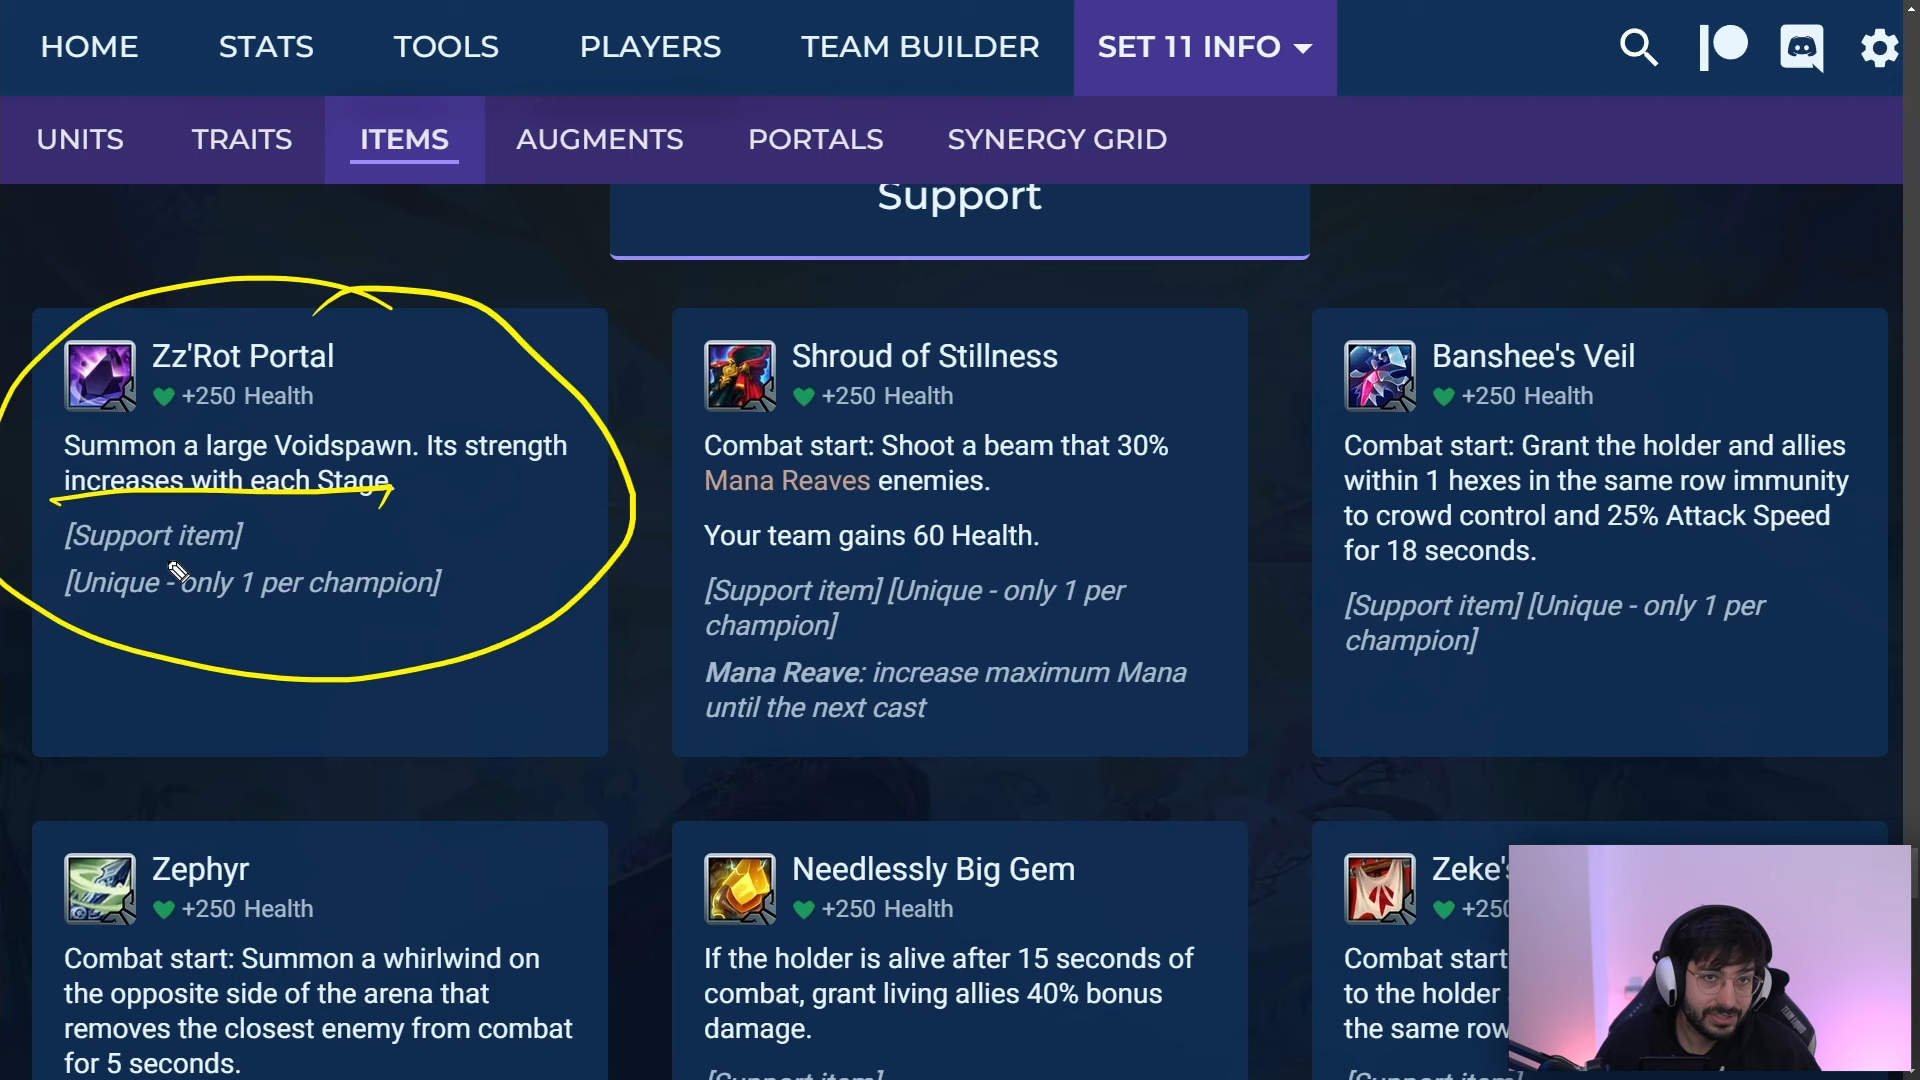 HOME STATS TOOLS PLAYERS TEAM BUILDER SET 11 INFO
UNITS TRAITS ITEMS AUGMENTS PORTALS SYNERGY GRID
Support
Zz'Rot Portal
+250 Health
Summon a large Voidspawn. Its strength
increases with each Stage.
[Support item]
[Unique - only 1 per champion]
Shroud of Stillness
+250 Health
Combat start: Shoot a beam that 30%
Mana Reaves enemies.
Your team gains 60 Health.
[Support item] [Unique - only 1 per
champion]
Mana Reave: increase maximum Mana
until the next cast
Banshee's Veil
+250 Health
Combat start: Grant the holder and allies
within 1 hexes in the same row immunity
to crowd control and 25% Attack Speed
for 18 seconds.
[Support item] [Unique - only 1 per
champion]
Zephyr
+250 Health
Combat start: Summon a whirlwind on
the opposite side of the arena that
removes the closest enemy from combat
for 5 seconds.
Needlessly Big Gem
+250 Health
If the holder is alive after 15 seconds of
combat, grant living allies 40% bonus
damage.
[Support item]
Zeke's
+250
Combat start
to the holder
the same row
[Support item]